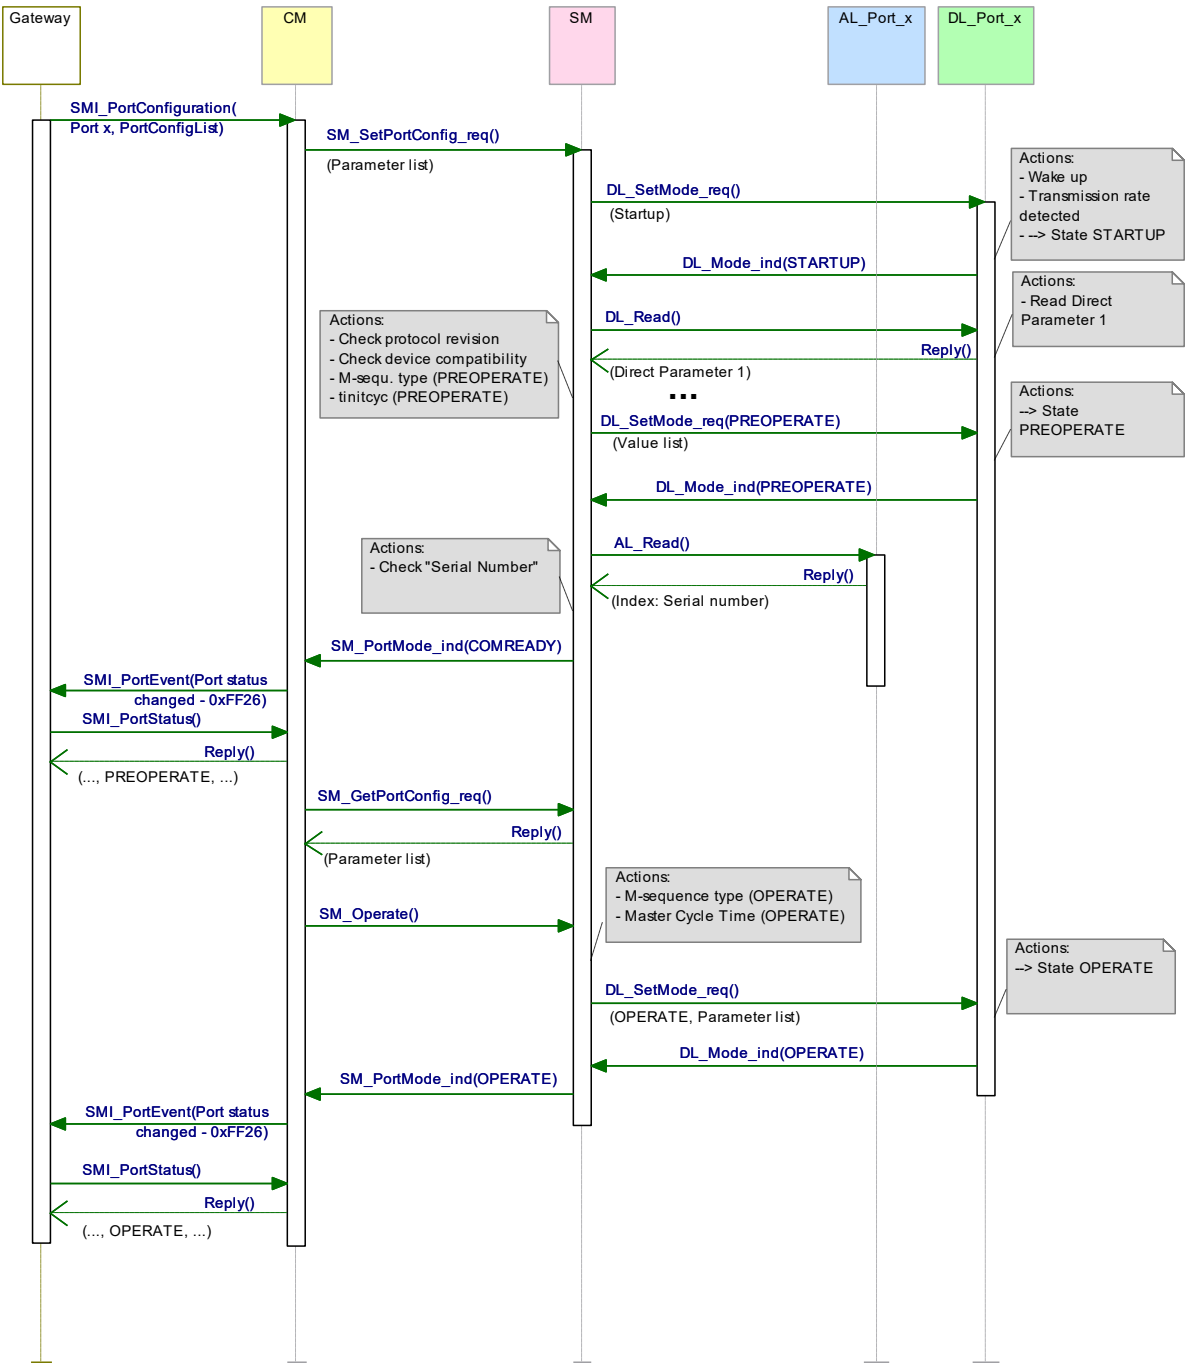 Gateway
CM
SM
AL_Port_x
DL_Port_x
SMI_PortConfiguration(
Port x, PortConfigList)
SM_SetPortConfig_req()
(Parameter list)
DL_SetMode_req()
(Startup)
Actions:
- Wake up
- Transmission rate
detected
- --> State STARTUP
DL_Mode_ind(STARTUP)
Actions:
- Read Direct
Parameter 1
DL_Read()
Actions:
- Check protocol revision
- Check device compatibility
- M-sequ. type (PREOPERATE)
- tinitcyc (PREOPERATE)
Reply()
(Direct Parameter 1)
...
Actions:
--> State
PREOPERATE
DL_SetMode_req(PREOPERATE)
(Value list)
DL_Mode_ind(PREOPERATE)
AL_Read()
Actions:
- Check "Serial Number"
Reply()
(Index: Serial number)
SM_PortMode_ind(COMREADY)
SMI_PortEvent(Port status
changed - 0xFF26)
SMI_PortStatus()
Reply()
(..., PREOPERATE, ...)
SM_GetPortConfig_req()
Reply()
(Parameter list)
Actions:
- M-sequence type (OPERATE)
- Master Cycle Time (OPERATE)
SM_Operate()
Actions:
--> State OPERATE
DL_SetMode_req()
(OPERATE, Parameter list)
DL_Mode_ind(OPERATE)
SM_PortMode_ind(OPERATE)
SMI_PortEvent(Port status
changed - 0xFF26)
SMI_PortStatus()
Reply()
(..., OPERATE, ...)